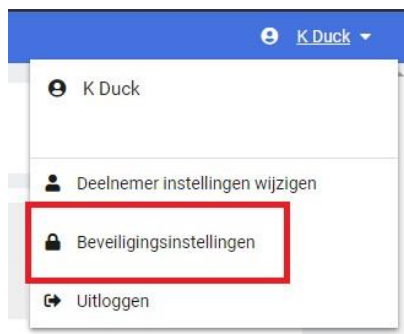 K Duck
K Duck
Deelnemer instellingen wijzigen
Beveiligingsinstellingen
Uitloggen